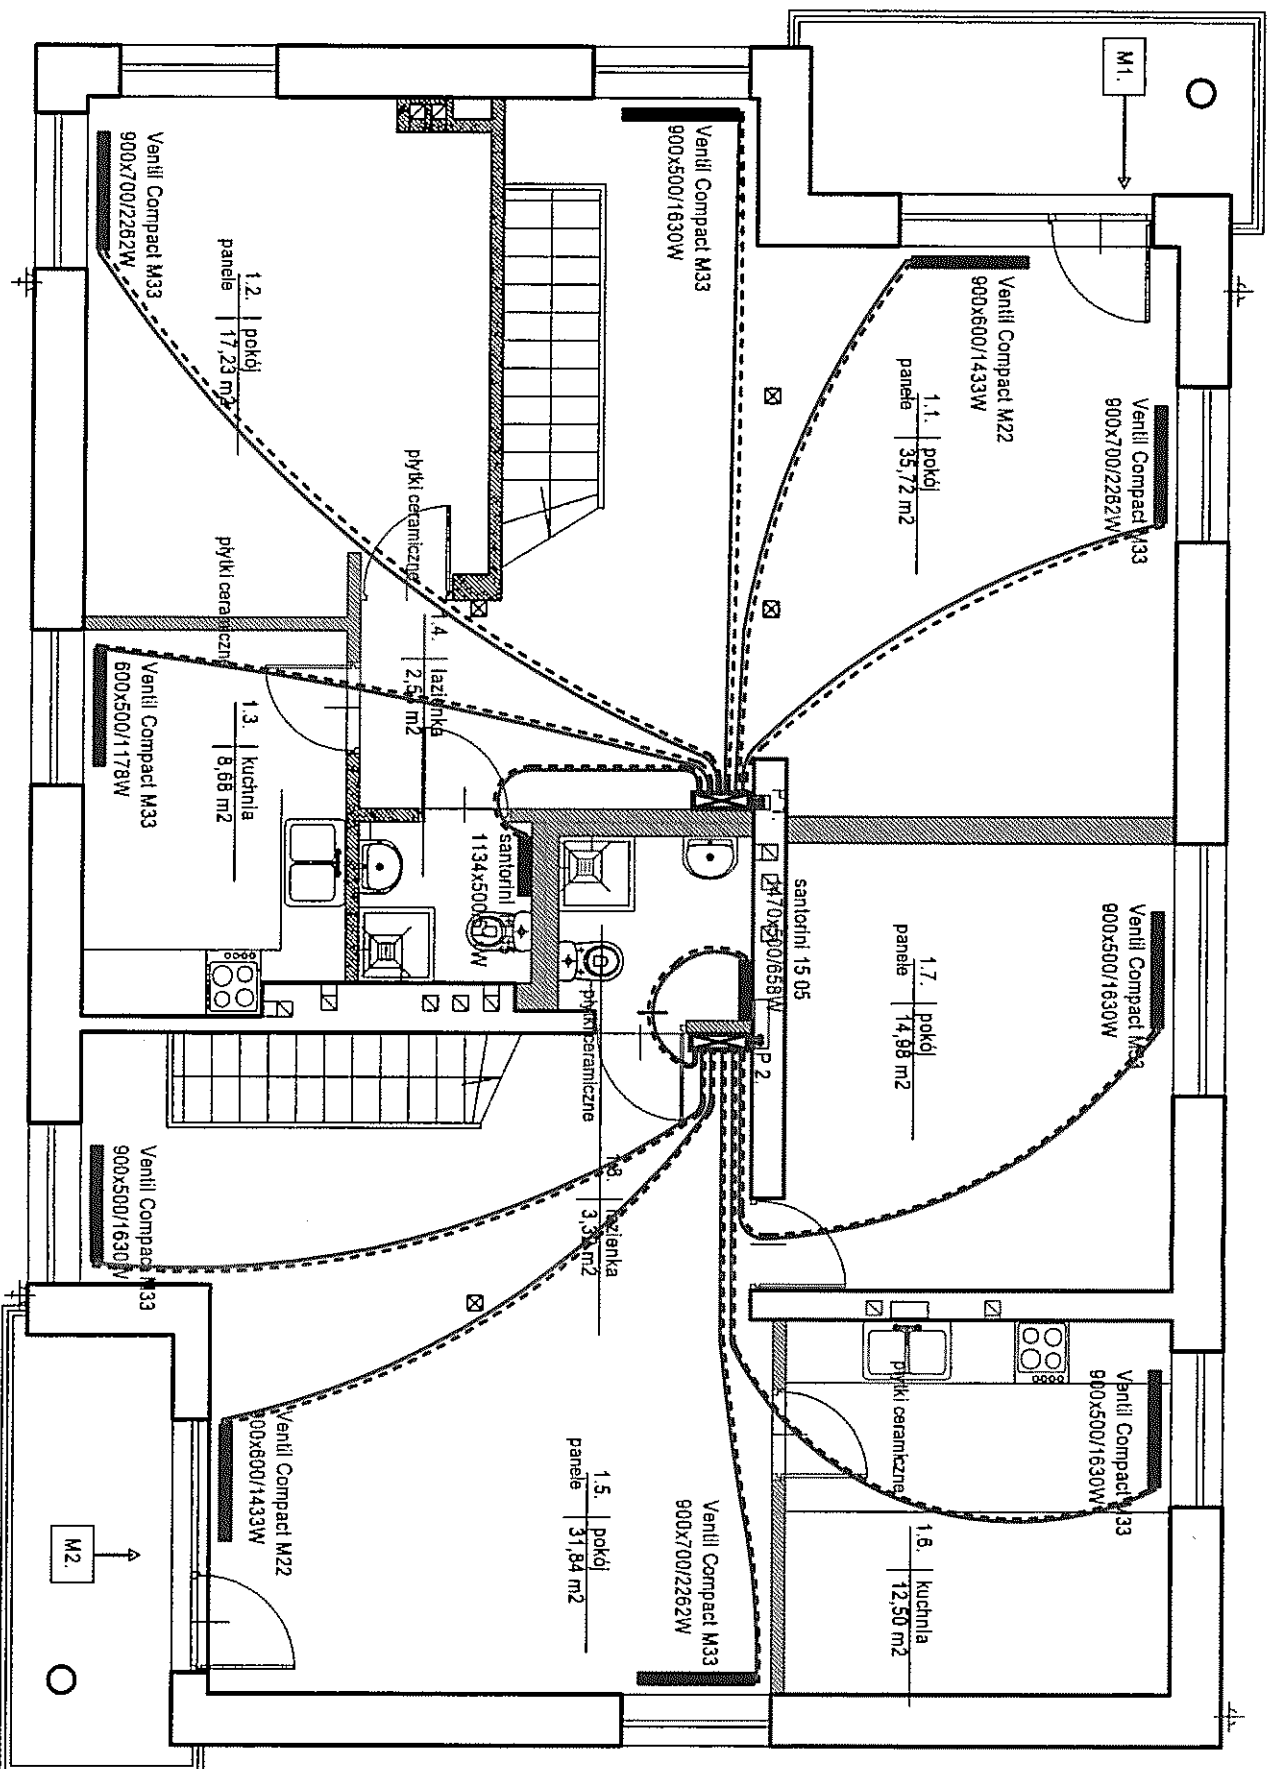 M1.
Ventil Compact M33
900x500/1630W
Ventil Compact M33
900x700/2262W
Ventil Compact M22
900x600/1433W
Ventil Compact M33
900x700/2262W
1.2. pokój
panele 17,23 m2
1.1. pokój
panele 35,72 m2
płytki ceramiczne
płytki ceramiczn
1.4. łazienka
Ventil Compact M33
600x500/1178W
1.3. kuchnia
8,68 m2
santorini
santorini 15 05
1470x500/658W
Ventil Compact M33
900x500/1630W
1.7. pokój
panele 14,98 m2
płytki ceramiczne
P 2.
Ventil Compact M33
900x500/1630W
łazienka
płytki ceramiczne
Ventil Compact M33
900x500/1630W
Ventil Compact M22
00x600/1433W
1.5. pokój
panele 31,84 m2
Ventil Compact M33
900x700/2262W
1.6. kuchnia
12,50 m2
M2.